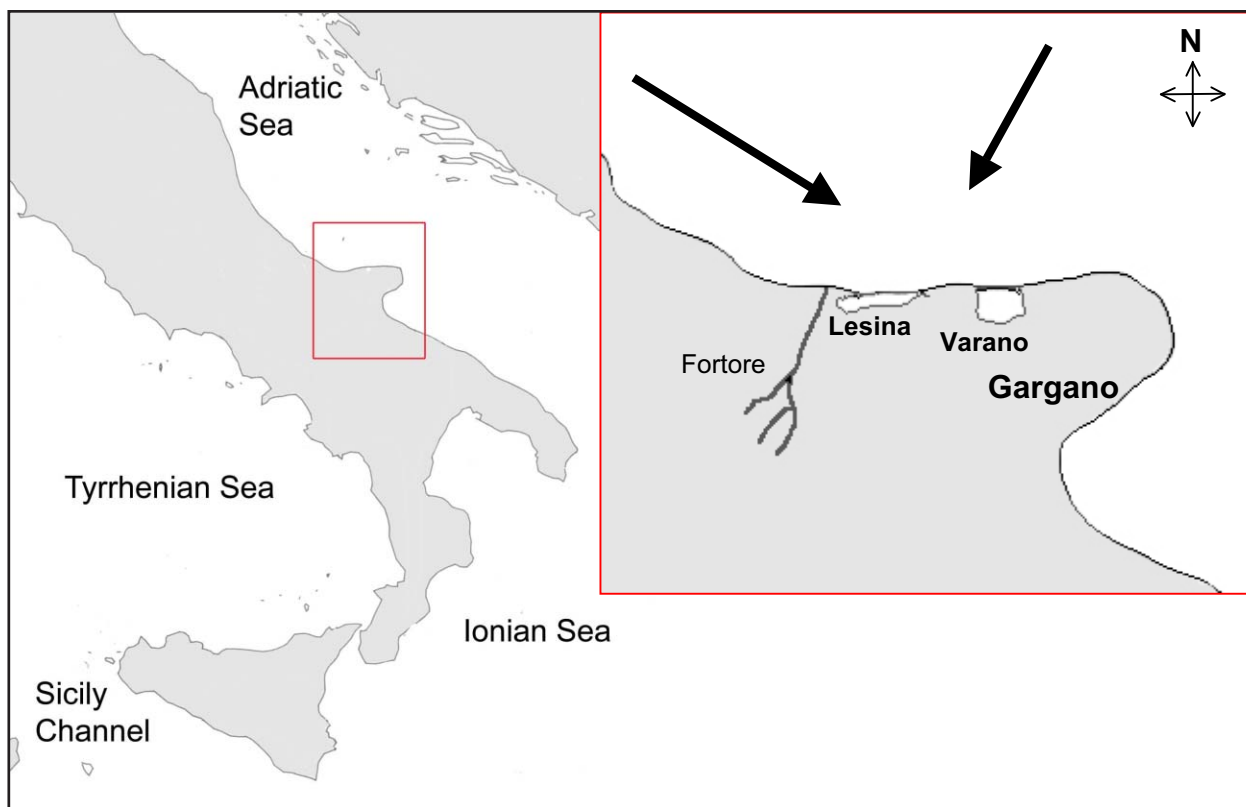 Adriatic
Sea
Tyrrhenian Sea
Ionian Sea
Sicily
Channel
N
Lesina
Varano
Fortore
Gargano